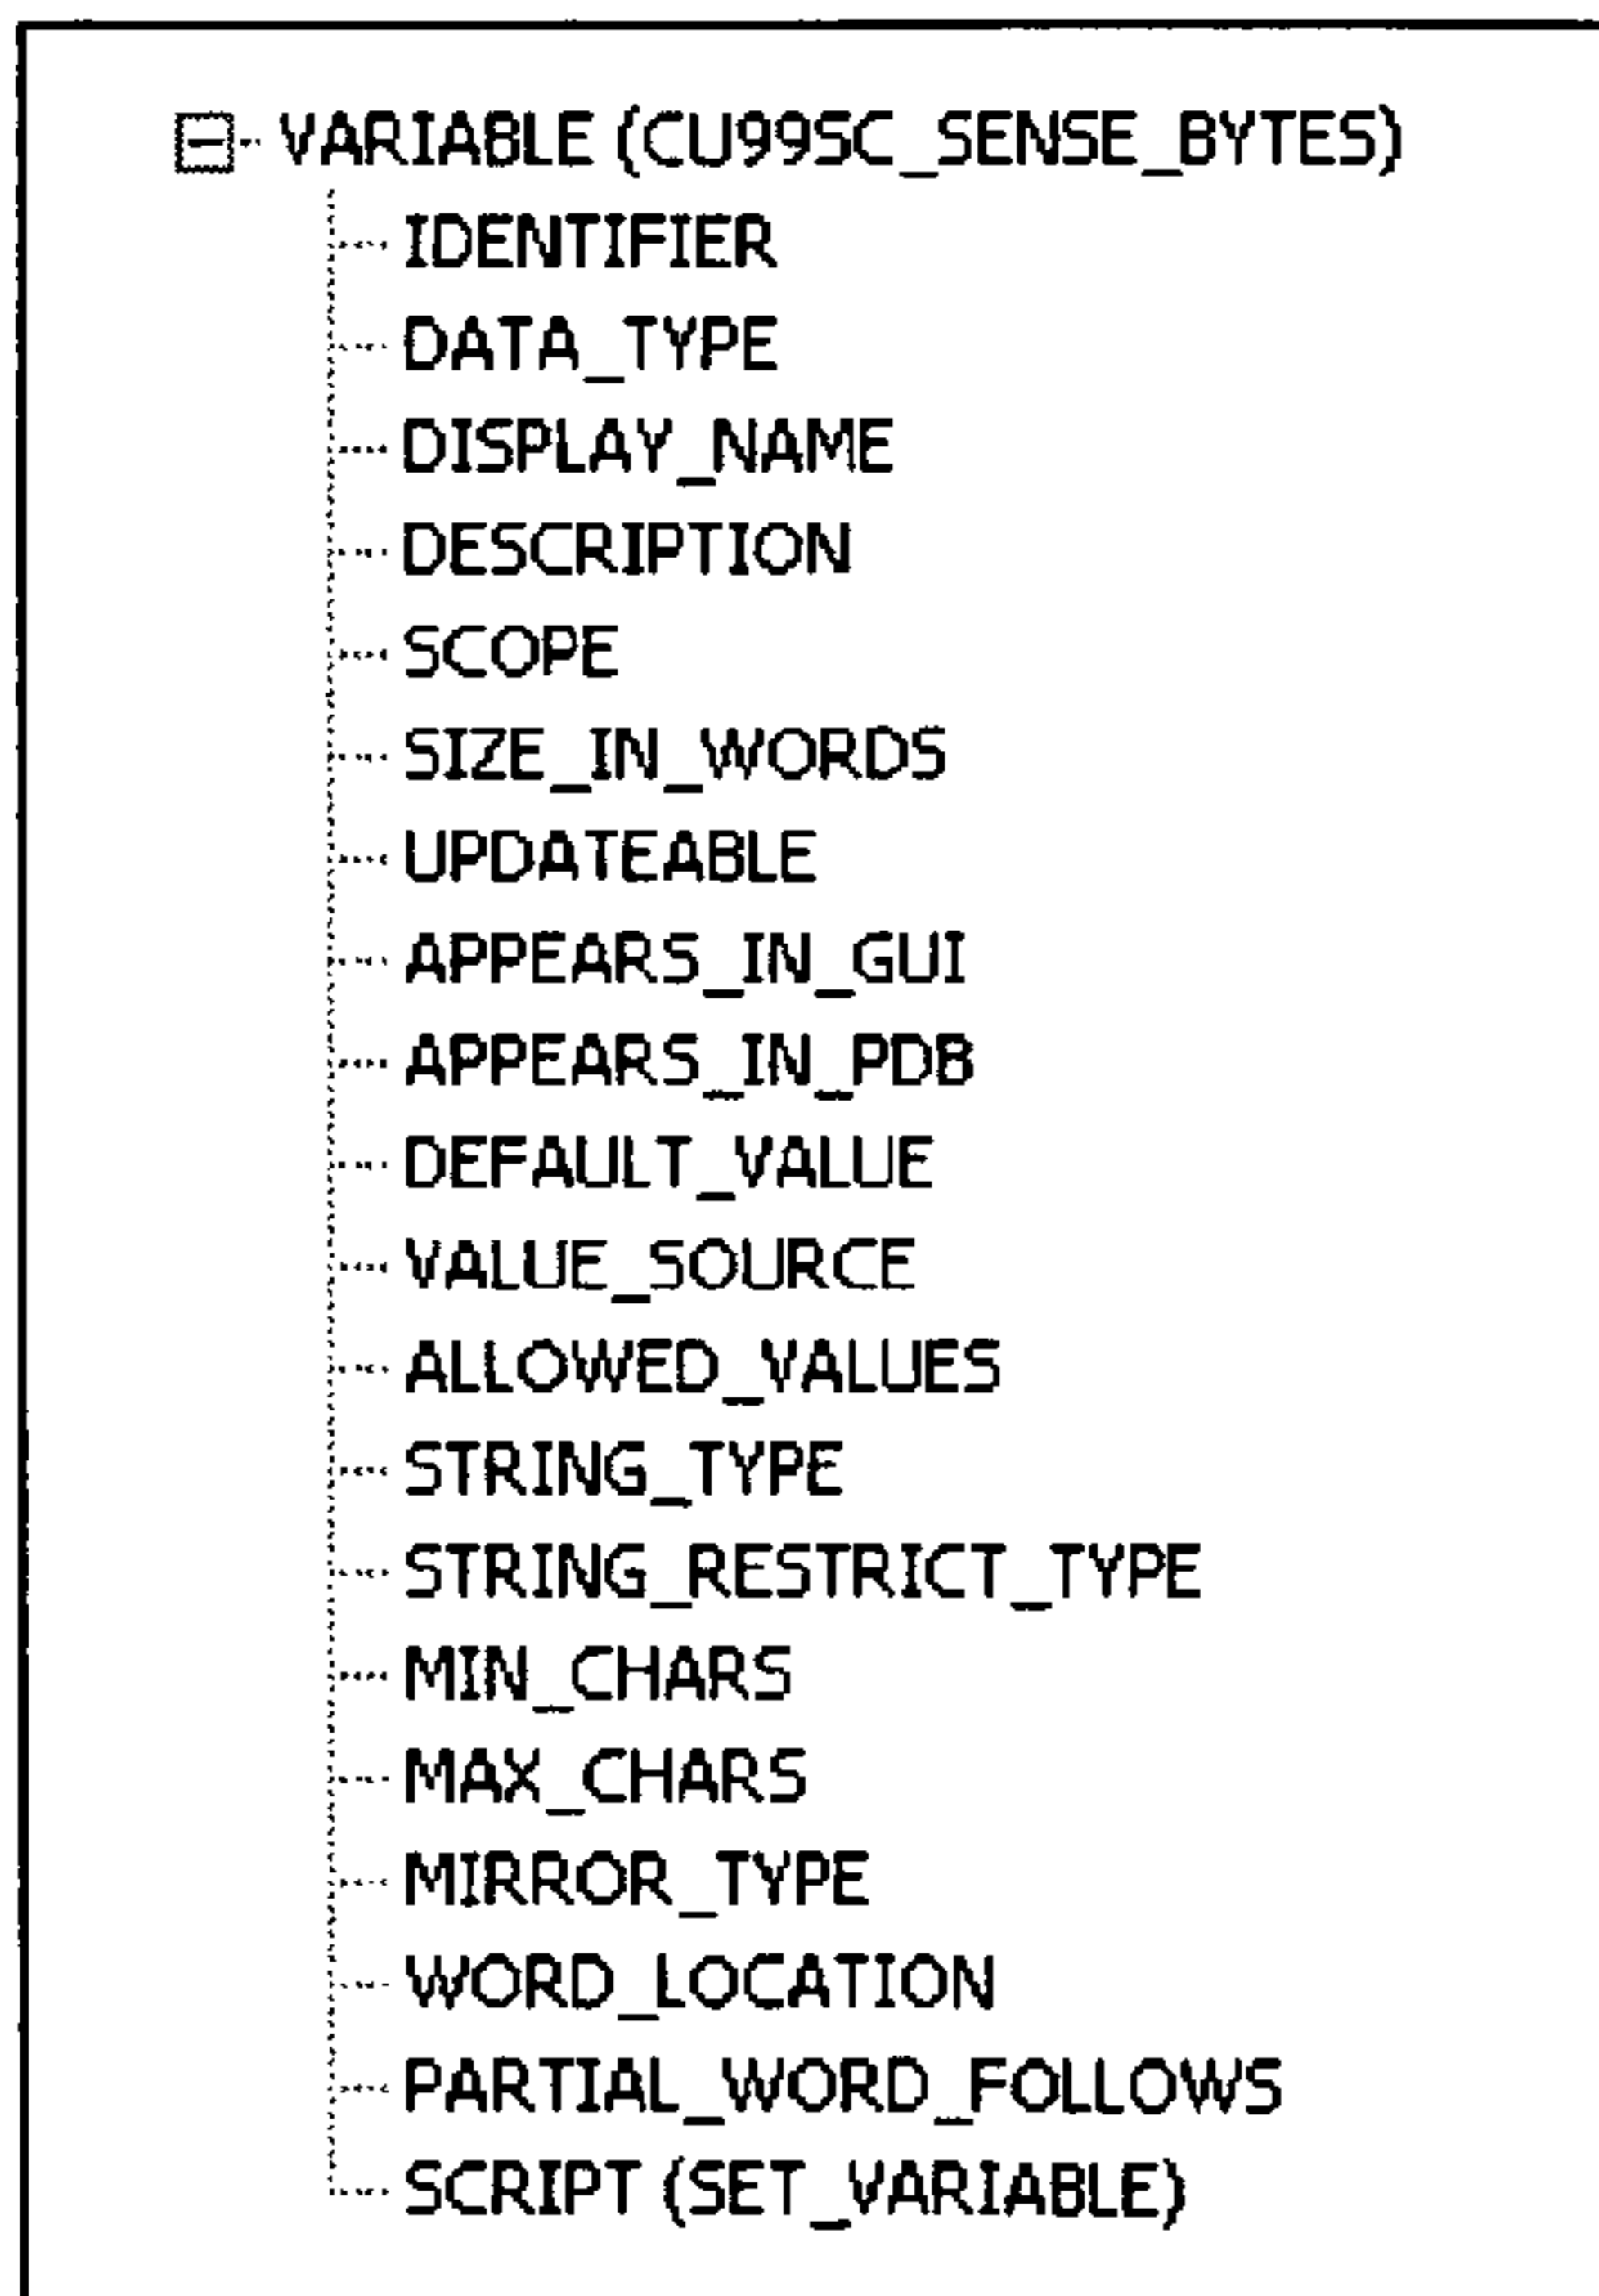 VARIABLE (CU99SC_SENSE_BYTES)
IDENTIFIER
DATA_TYPE
DISPLAY_NAME
DESCRIPTION
SCOPE
SIZE_IN_WORDS
UPDATEABLE
APPEARS_IN_GUI
APPEARS_IN_PDB
DEFAULT_VALUE
VALUE_SOURCE
ALLOWED_VALUES
STRING_TYPE
STRING_RESTRICT_TYPE
MIN_CHARS
MAX_CHARS
MIRROR_TYPE
WORD_LOCATION
PARTIAL_WORD_FOLLOWS
SCRIPT (SET_VARIABLE)